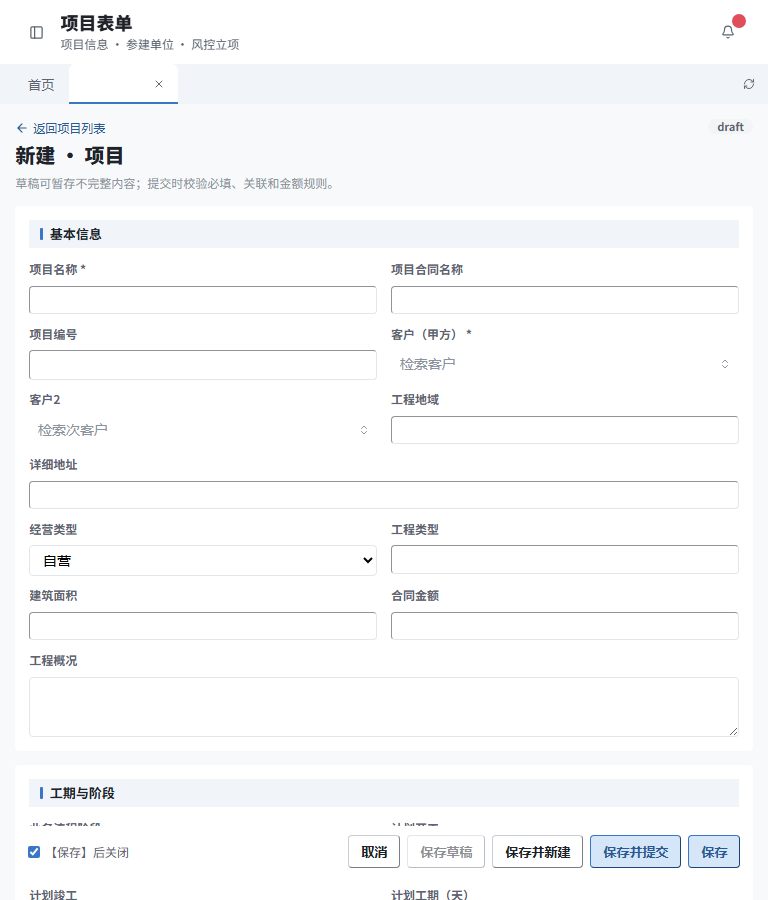 项目表单
项目信息 • 参建单位 • 风控立项
首页
返回项目列表
draft
新建 • 项目
草稿可暂存不完整内容；提交时校验必填、关联和金额规则。
基本信息
项目名称 *
项目合同名称
项目编号
客户（甲方） *
检索客户
客户2
工程地域
检索次客户
详细地址
经营类型
工程类型
自营
建筑面积
合同金额
工程概况
工期与阶段
【保存】后关闭
取消
保存草稿
保存并新建
保存并提交
保存
计划竣工
计划工期（天）